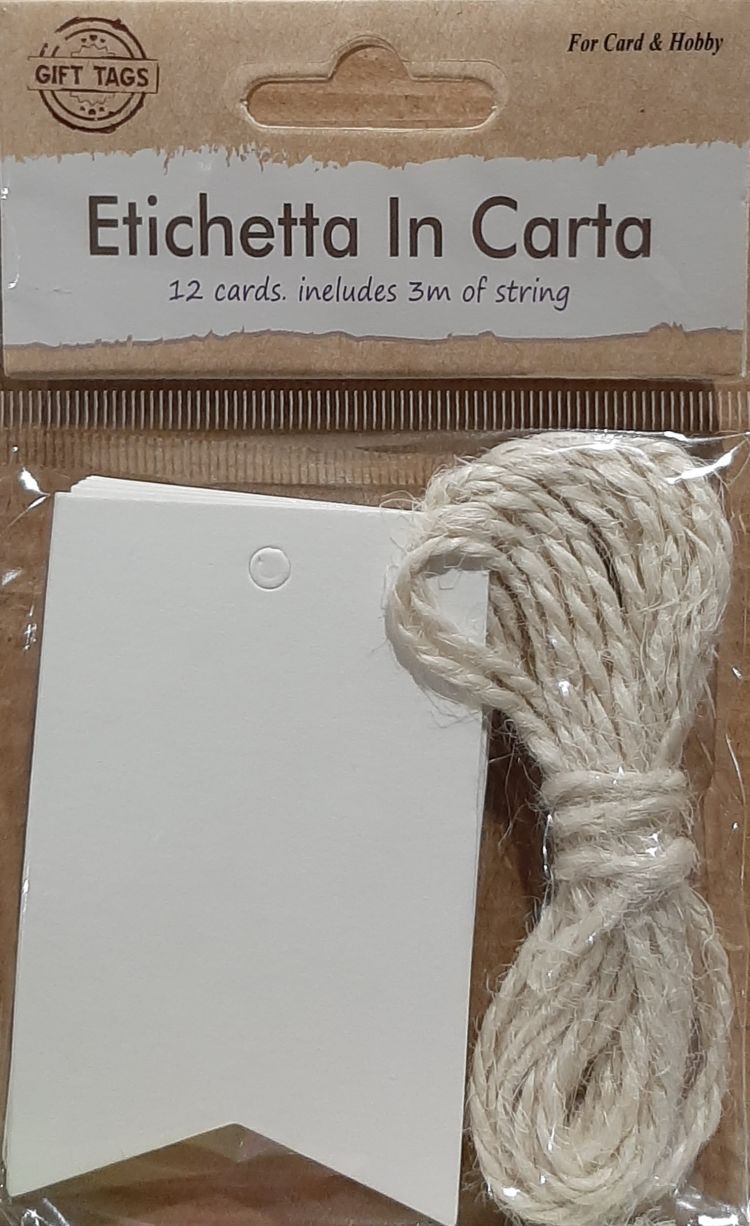 GIFT TAGS
For Card & Hobby
Etichetta In Carta
12 cards. ineludes 3m of string